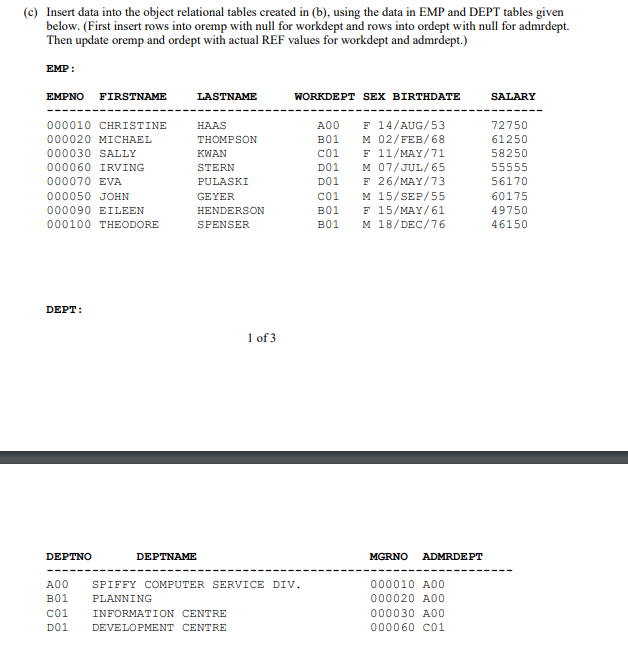 (c) Insert data into the object relational tables created in (b), using the data in EMP and DEPT tables given
below. (First insert rows into oremp with null for workdept and rows into ordept with null for admrdept.
Then update oremp and ordept with actual REF values for workdept and admrdept.)
EMP:
EMPNO FIRSTNAME LASTNAME WORKDEPT SEX BIRTHDATE SALARY
------------------------------------------------------------------
000010 CHRISTINE HAAS A00 F 14/AUG/53 72750
000020 MICHAEL THOMPSON B01 M 02/FEB/68 61250
000030 SALLY KWAN C01 F 11/MAY/71 58250
000060 IRVING STERN D01 M 07/JUL/65 55555
000070 EVA PULASKI D01 F 26/MAY/73 56170
000050 JOHN GEYER C01 M 15/SEP/55 60175
000090 EILEEN HENDERSON B01 F 15/MAY/61 49750
000100 THEODORE SPENSER B01 M 18/DEC/76 46150
DEPT:
1 of 3
DEPTNO DEPTNAME MGRNO ADMRDEPT
--------------------------------------------------------------
A00 SPIFFY COMPUTER SERVICE DIV. 000010 A00
B01 PLANNING 000020 A00
C01 INFORMATION CENTRE 000030 A00
D01 DEVELOPMENT CENTRE 000060 C01